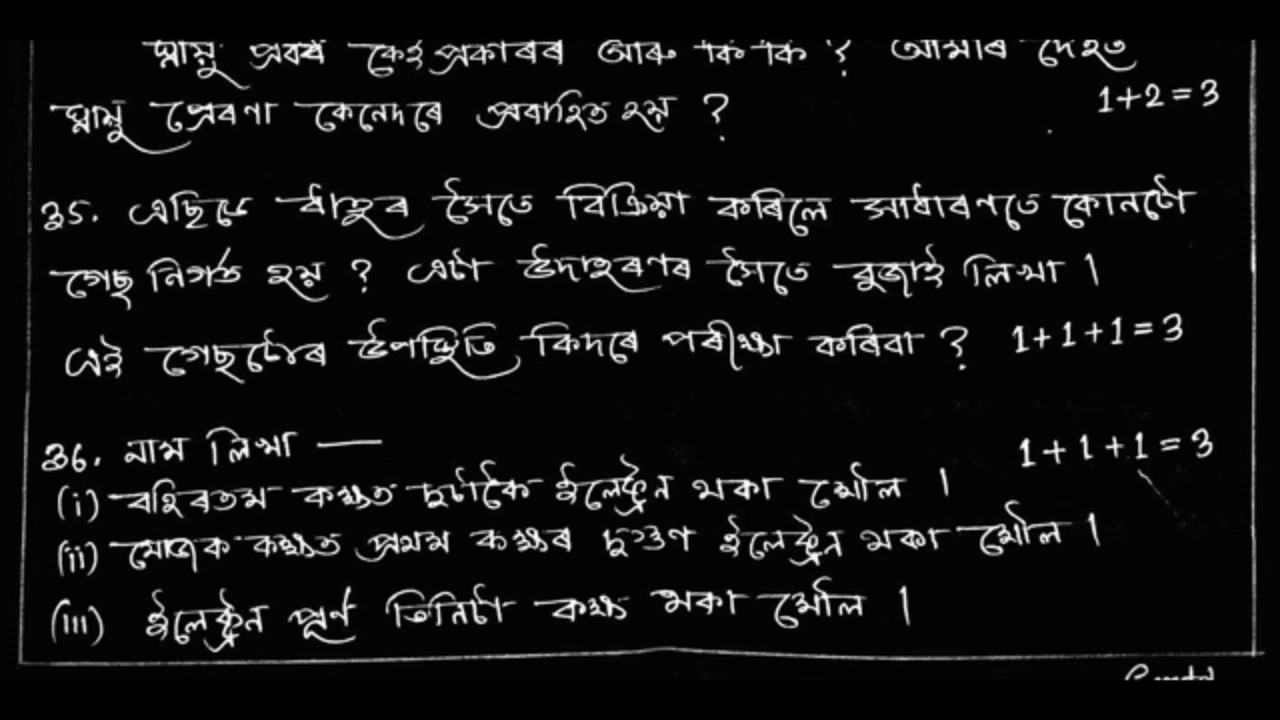 স্নায়ু প্ৰবৰ্ধ কেইপ্ৰকাৰৰ আৰু কি কি ? আমাৰ দেহত
স্নায়ু প্ৰেৰণা কেনেদৰে প্ৰবাহিত হয় ? 1+2=3
35. এছিডে ধাতুৰ সৈতে বিক্ৰিয়া কৰিলে সাধাৰণতে কোনটো
গেছ নিৰ্গত হয় ? এটা উদাহৰণৰ সৈতে বুজাই লিখা ।
এই গেছটোৰ উপস্থিতি কিদৰে পৰীক্ষা কৰিবা ? 1+1+1=3
36. নাম লিখা — 1+1+1=3
(i) বহিৰতম কক্ষত দুটাকৈ ইলেক্ট্ৰন থকা মৌল ।
(ii) যোজক কক্ষত প্ৰথম কক্ষৰ দুগুণ ইলেক্ট্ৰন থকা মৌল ।
(iii) ইলেক্ট্ৰন পূৰ্ণ তিনিটা কক্ষ থকা মৌল ।